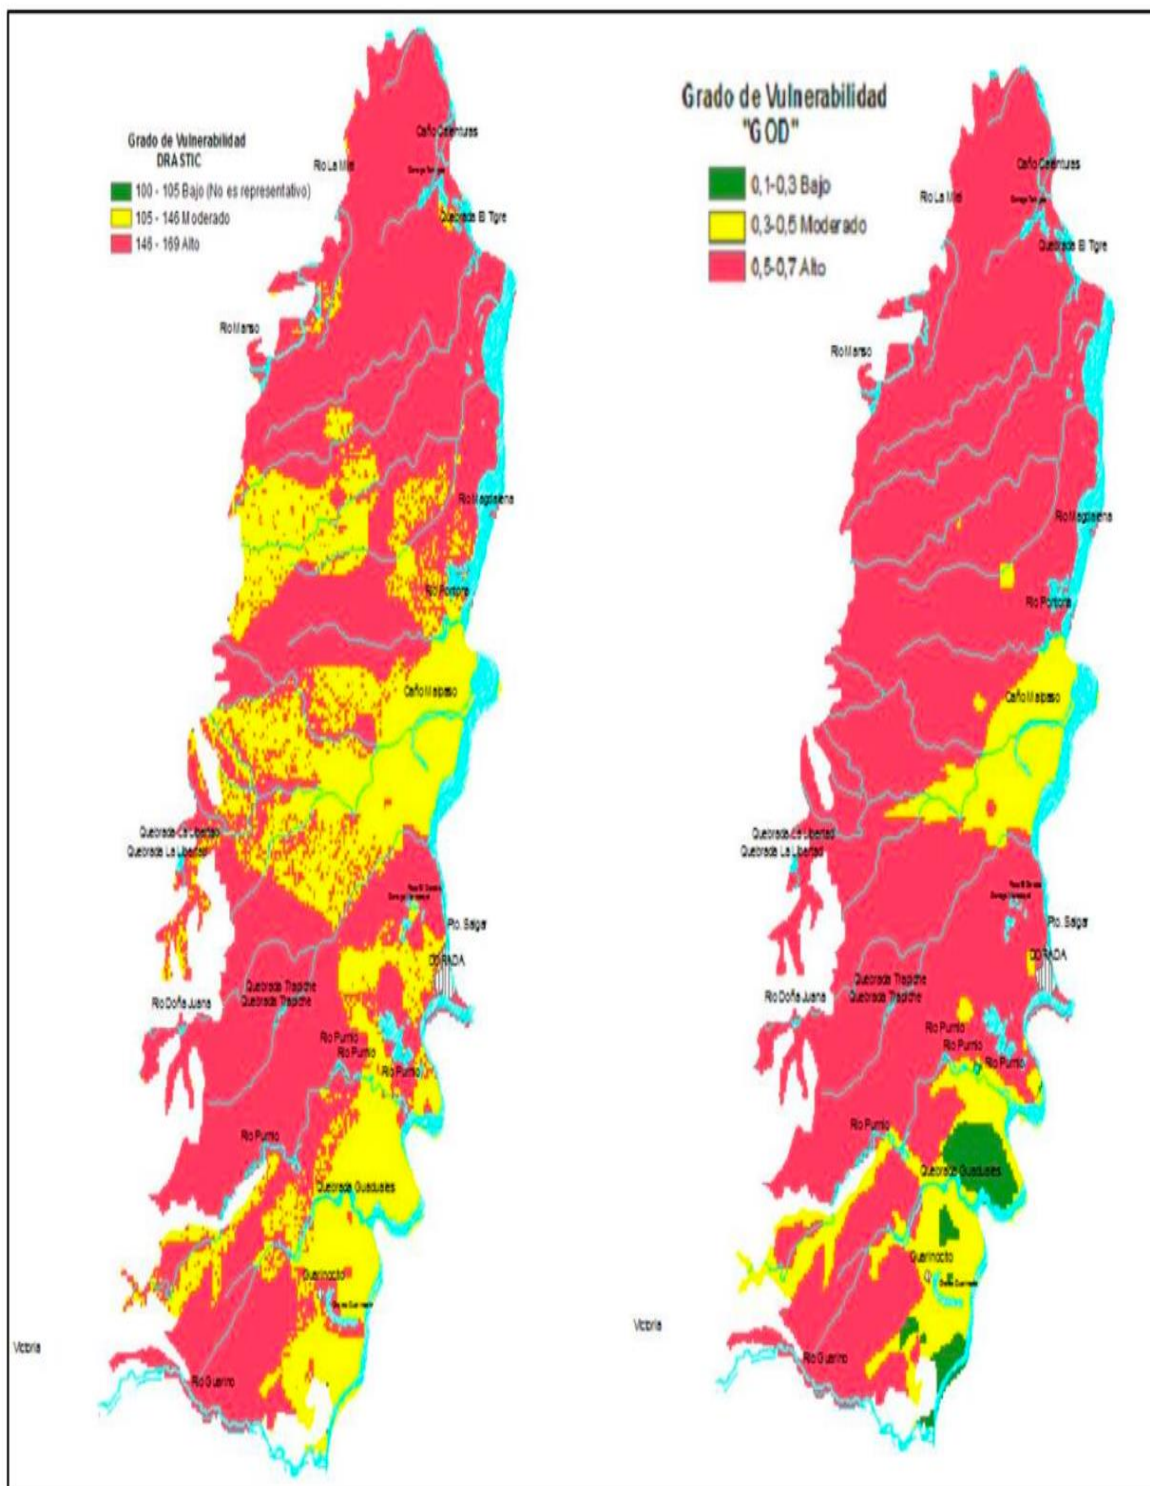 Grado de Vulnerabilidad
DRASTIC
100 - 105 Bajo (No es representativo)
105 - 146 Moderado
146 - 169 Alto
Caño Calenturas
Rio La Miel
Quebrada El Tigre
Rio Manso
Rio Magdalena
Rio Pontona
Caño Malpaso
Quebrada La Libertad
Quebrada La Libertad
Pto. Salgar
DORADA
Quebrada Trapiche
Quebrada Trapiche
Rio Doña Juana
Rio Purnio
Rio Purnio
Rio Purnio
Rio Purnio
Quebrada Guaduales
Guarinocito
Victoria
Rio Guarino
Grado de Vulnerabilidad
"GOD"
0,1-0,3 Bajo
0,3-0,5 Moderado
0,5-0,7 Alto
Caño Calenturas
Rio La Miel
Quebrada El Tigre
Rio Manso
Rio Magdalena
Rio Pontona
Caño Malpaso
Quebrada La Libertad
Quebrada La Libertad
Pto. Salgar
DORADA
Quebrada Trapiche
Quebrada Trapiche
Rio Doña Juana
Rio Purnio
Rio Purnio
Rio Purnio
Rio Purnio
Quebrada Guaduales
Guarinocito
Victoria
Rio Guarino